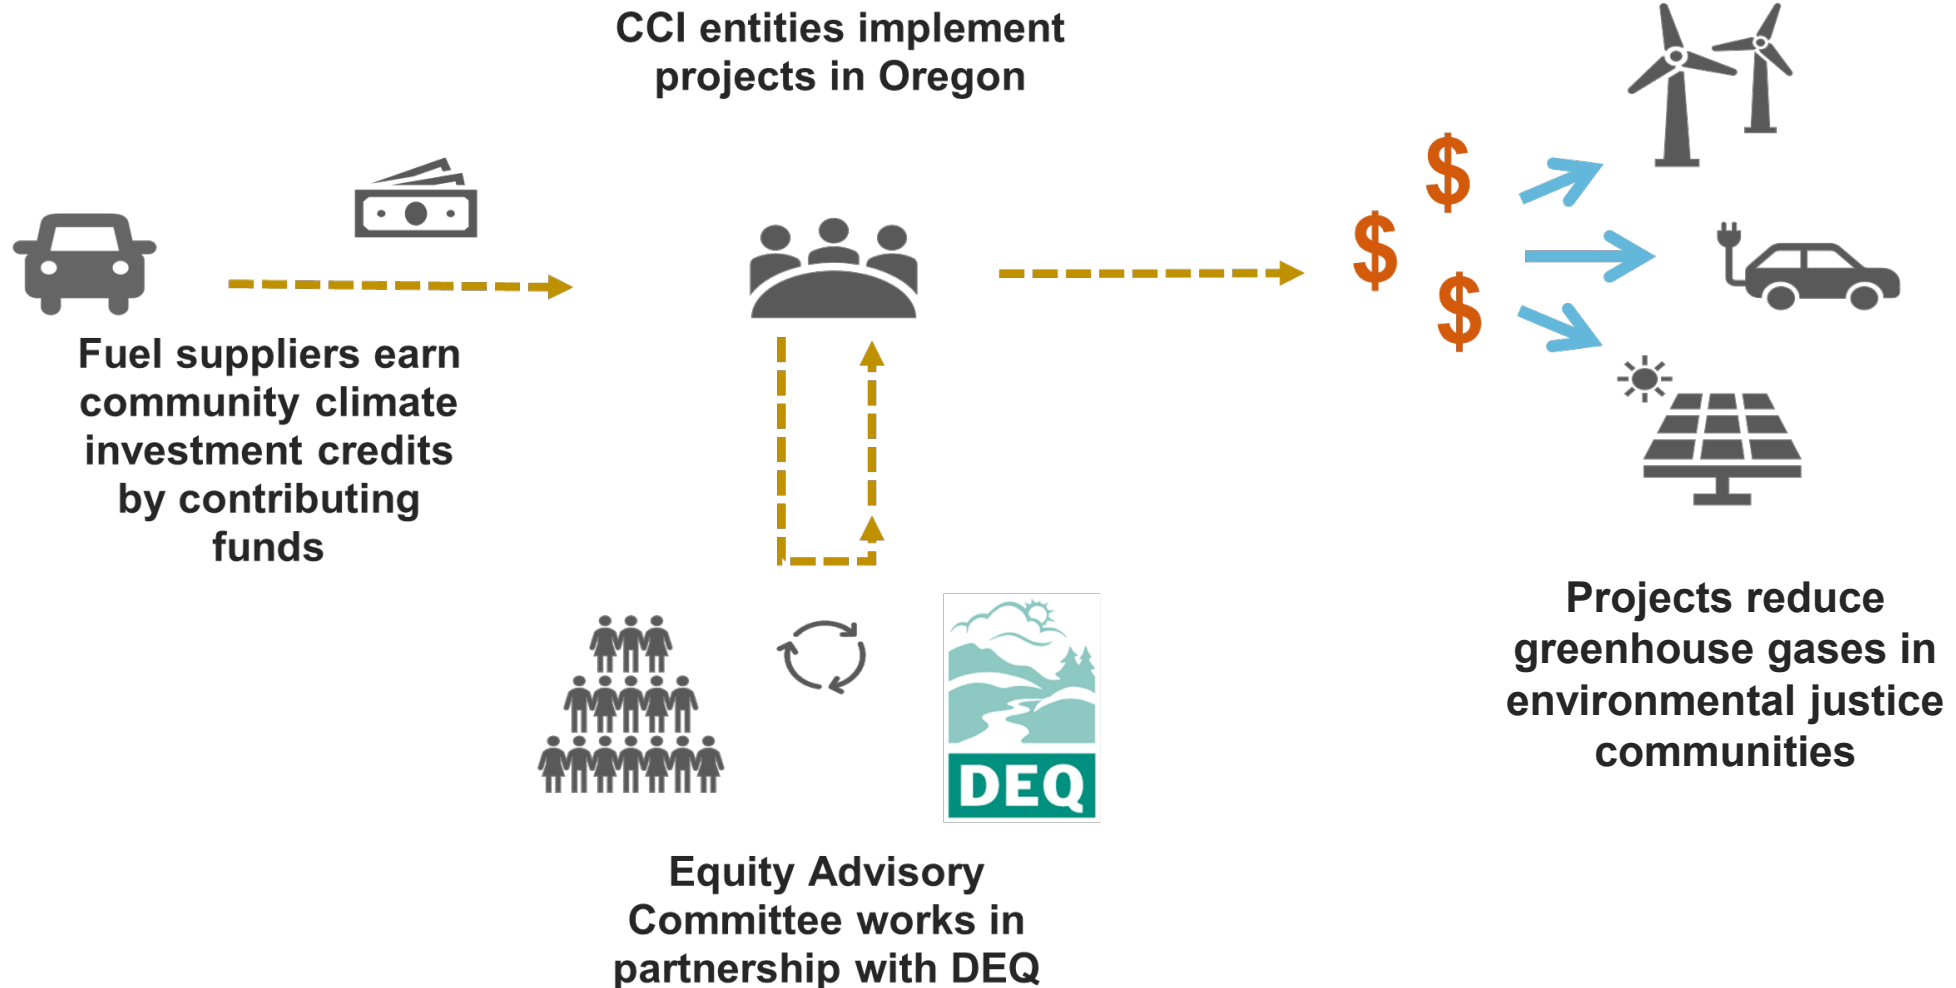 CCI entities implement
projects in Oregon
Fuel suppliers earn
community climate
investment credits
by contributing
funds
$
$
$
DEQ
Equity Advisory
Committee works in
partnership with DEQ
Projects reduce
greenhouse gases in
environmental justice
communities